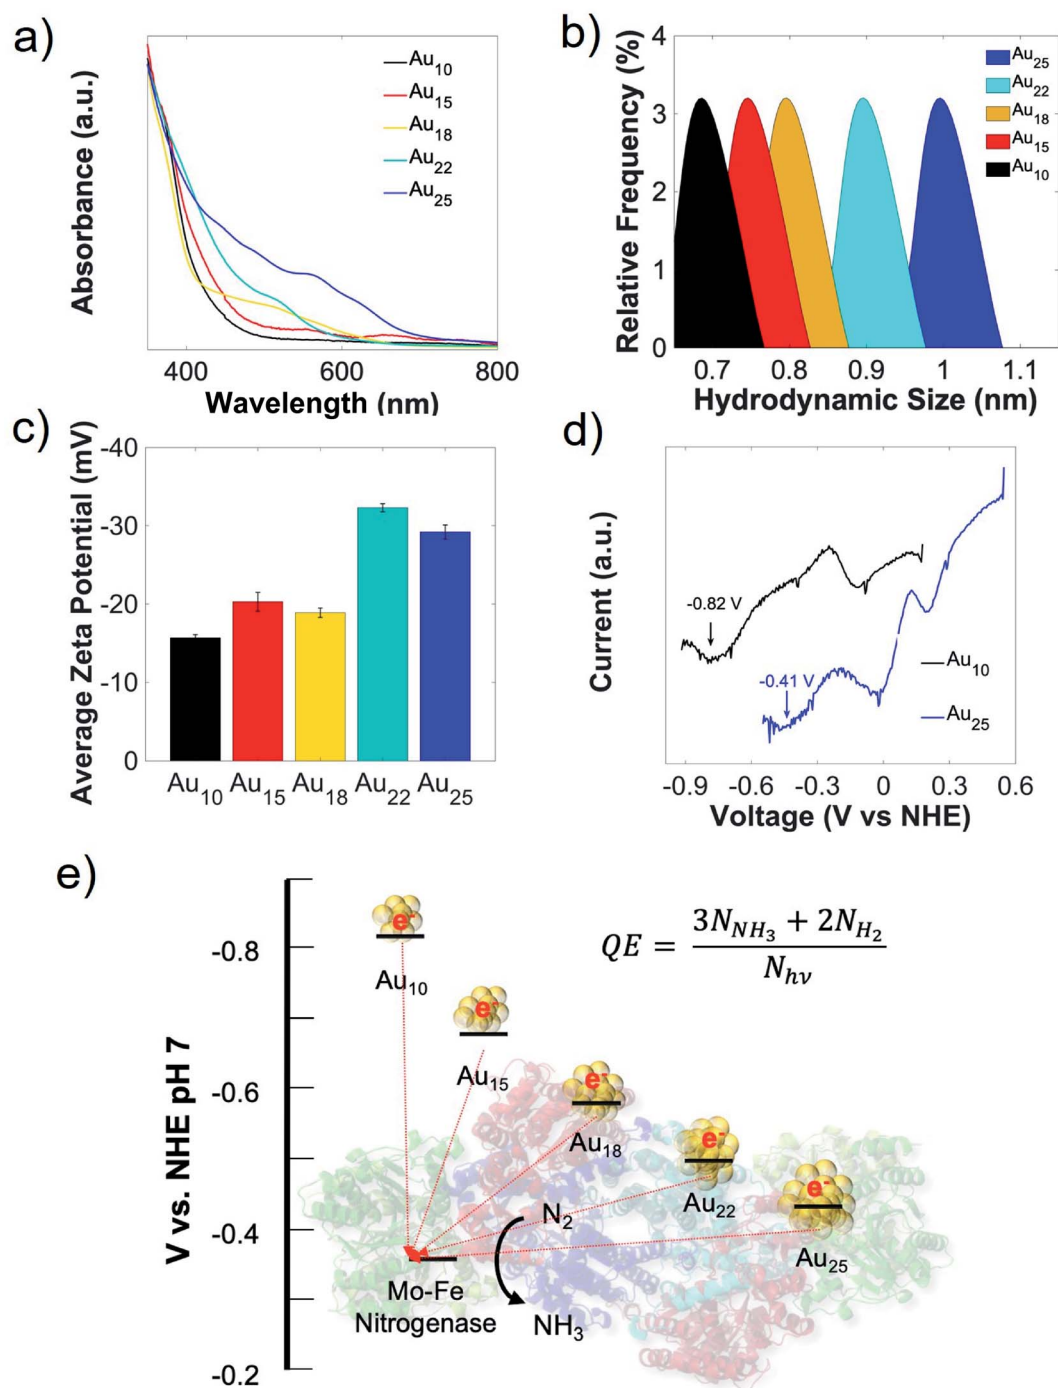 a)
Absorbance (a.u.)
Au10
Au15
Au18
Au22
Au25
400
600
800
Wavelength (nm)
b)
Relative Frequency (%)
4
3
2
1
0
Au25
Au22
Au18
Au15
Au10
0.7
0.8
0.9
1
1.1
Hydrodynamic Size (nm)
c)
Average Zeta Potential (mV)
-40
-30
-20
-10
0
Au10
Au15
Au18
Au22
Au25
d)
Current (a.u.)
-0.82 V
-0.41 V
Au10
Au25
-0.9
-0.6
-0.3
0
0.3
0.6
Voltage (V vs NHE)
e)
V vs. NHE pH 7
-0.8
-0.6
-0.4
-0.2
QE = (3N_NH3 + 2N_H2) / N_hν
e-
Au10
e-
Au15
e-
Au18
e-
Au22
e-
Au25
N2
NH3
Mo-Fe
Nitrogenase